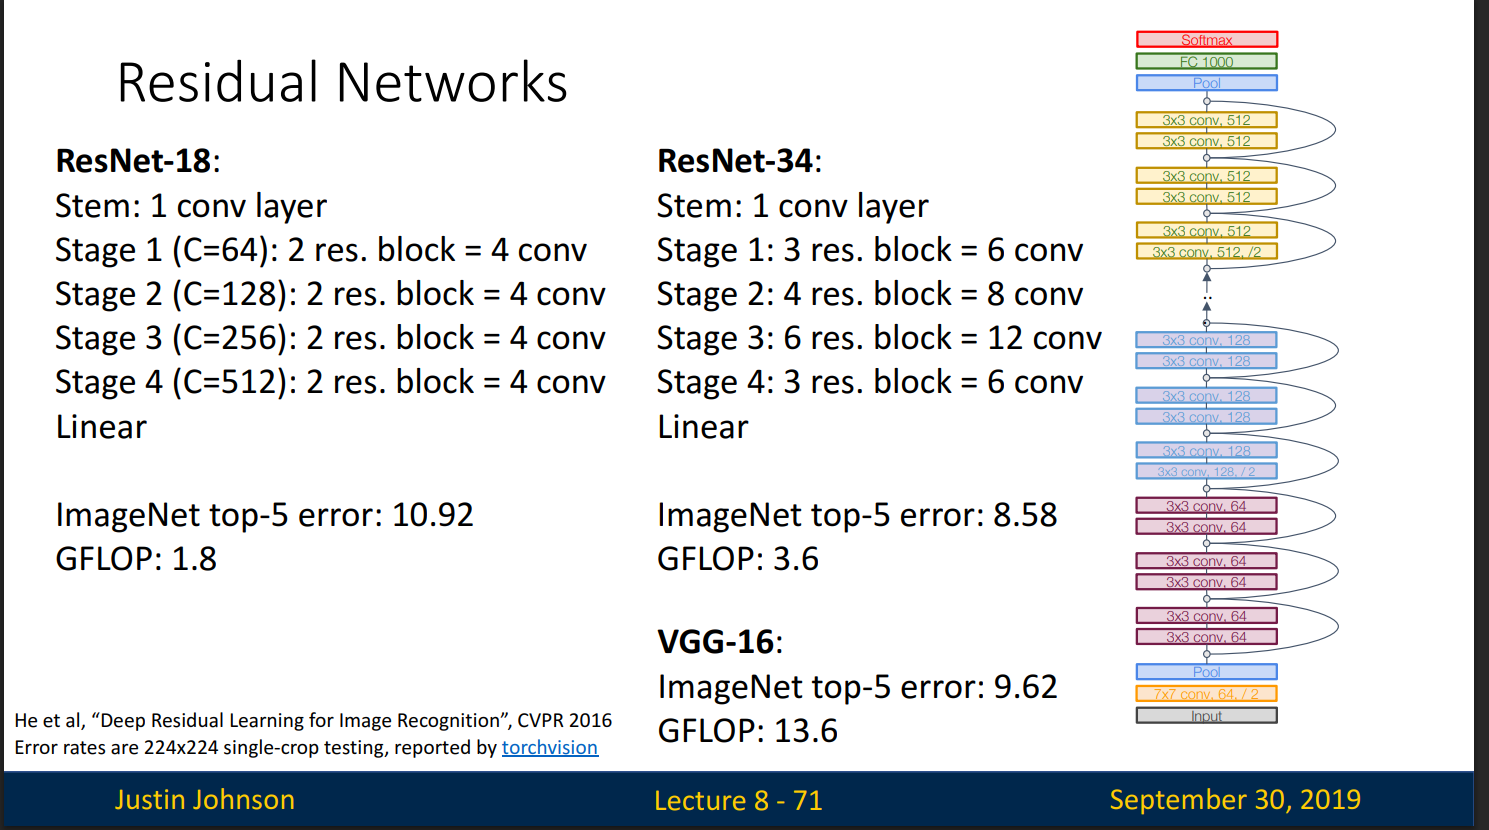 Residual Networks
ResNet-18:
Stem: 1 conv layer
Stage 1 (C=64): 2 res. block = 4 conv
Stage 2 (C=128): 2 res. block = 4 conv
Stage 3 (C=256): 2 res. block = 4 conv
Stage 4 (C=512): 2 res. block = 4 conv
Linear
ImageNet top-5 error: 10.92
GFLOP: 1.8
ResNet-34:
Stem: 1 conv layer
Stage 1: 3 res. block = 6 conv
Stage 2: 4 res. block = 8 conv
Stage 3: 6 res. block = 12 conv
Stage 4: 3 res. block = 6 conv
Linear
ImageNet top-5 error: 8.58
GFLOP: 3.6
VGG-16:
ImageNet top-5 error: 9.62
GFLOP: 13.6
Softmax
FC 1000
Pool
3x3 conv, 512
3x3 conv, 512
3x3 conv, 512
3x3 conv, 512
3x3 conv, 512
3x3 conv, 512, /2
..
3x3 conv, 128
3x3 conv, 128
3x3 conv, 128
3x3 conv, 128
3x3 conv, 128
3x3 conv, 128, / 2
3x3 conv, 64
3x3 conv, 64
3x3 conv, 64
3x3 conv, 64
3x3 conv, 64
3x3 conv, 64
Pool
7x7 conv, 64, / 2
Input
He et al, “Deep Residual Learning for Image Recognition”, CVPR 2016
Error rates are 224x224 single-crop testing, reported by torchvision
Justin Johnson
Lecture 8 - 71
September 30, 2019